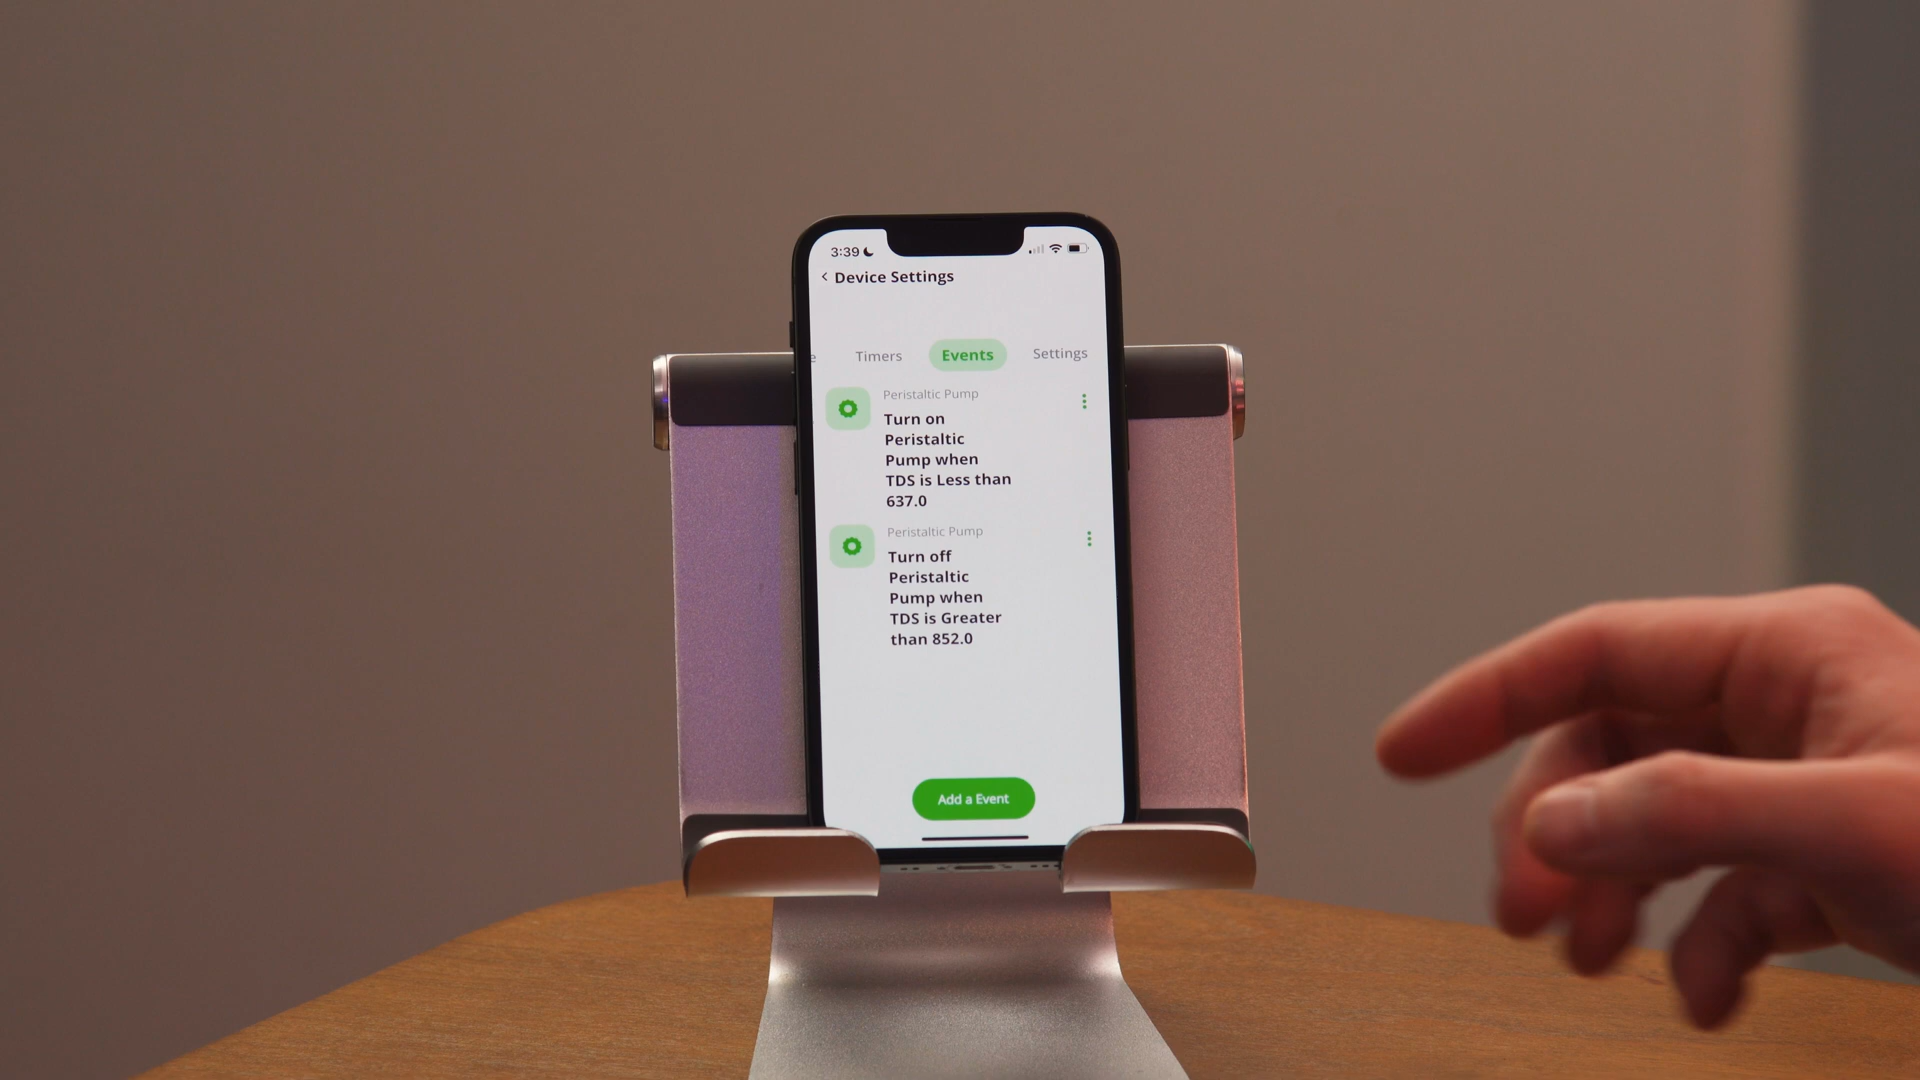 3:39
Device Settings
Timers
Events
Settings
Peristaltic Pump
Turn on
Peristaltic
Pump when
TDS is Less than
637.0
Peristaltic Pump
Turn off
Peristaltic
Pump when
TDS is Greater
than 852.0
Add a Event